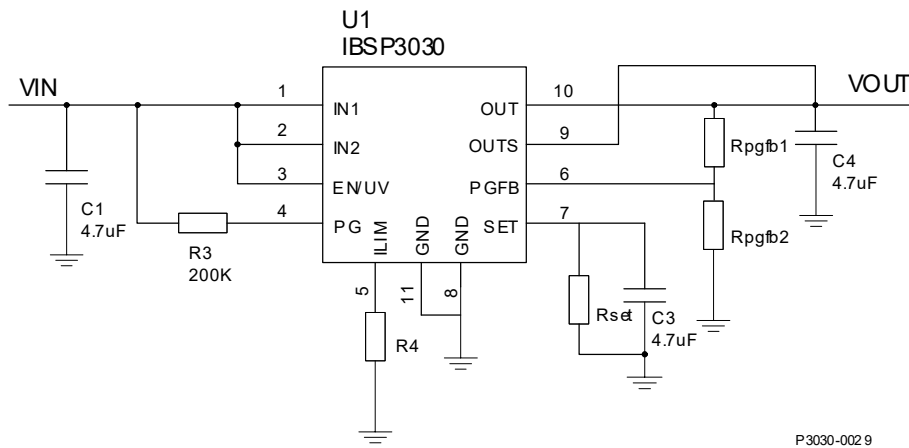 U1
IBSP3030
VIN
VOUT
1
2
3
4
IN1
IN2
EN/UV
PG
ILIM
GND
GND
OUT
OUTS
PGFB
SET
10
9
6
7
5
11
8
C1
4.7uF
R3
200K
R4
Rset
C3
4.7uF
Rpgfb1
Rpgfb2
C4
4.7uF
P3030-0029